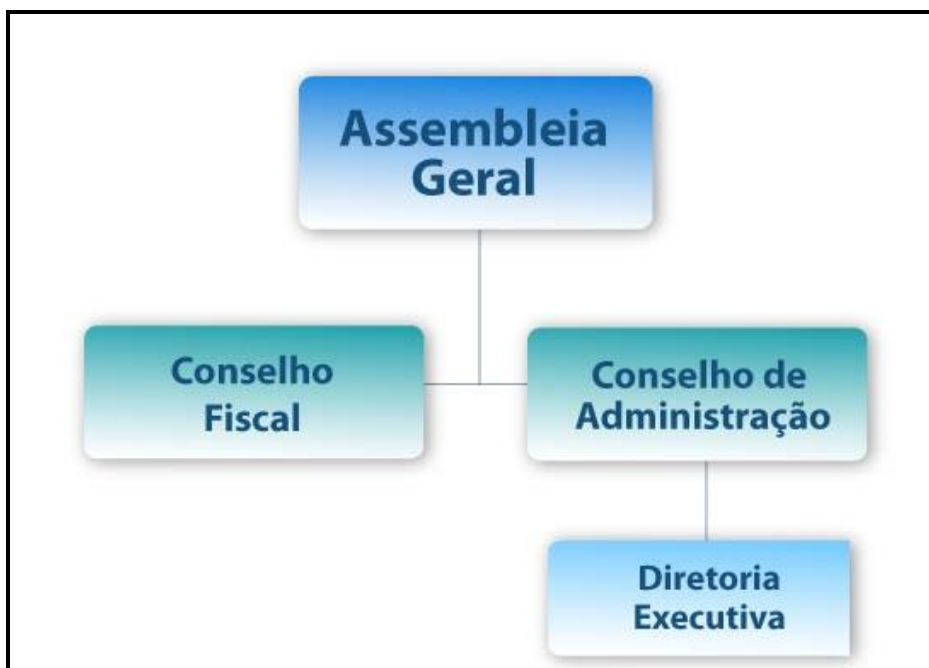 Assembleia
Geral
Conselho
Fiscal
Conselho de
Administração
Diretoria
Executiva